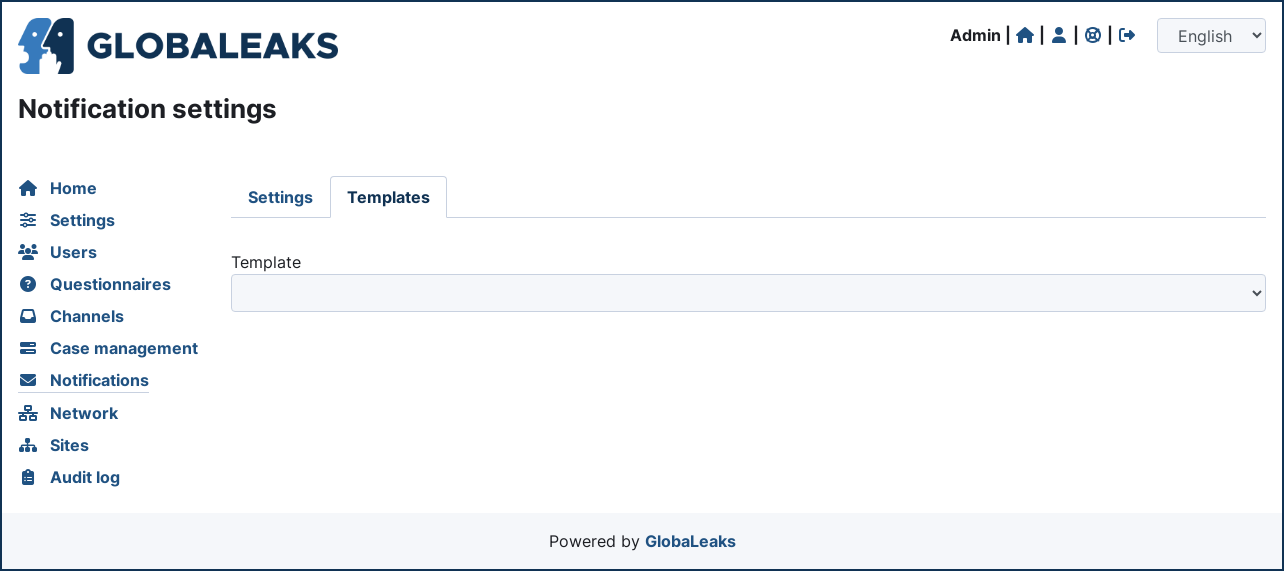 GLOBALEAKS
Admin | | | |
English
Notification settings
Home
Settings
Users
Questionnaires
Channels
Case management
Notifications
Network
Sites
Audit log
Settings
Templates
Template
Powered by GlobaLeaks